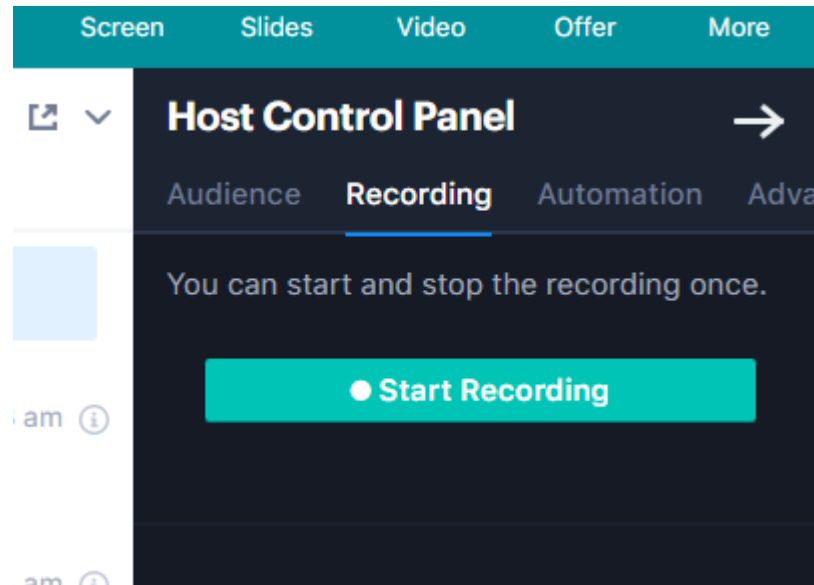 Screen Slides Video Offer More
Host Control Panel
Audience Recording Automation
You can start and stop the recording once.
Start Recording
am
am